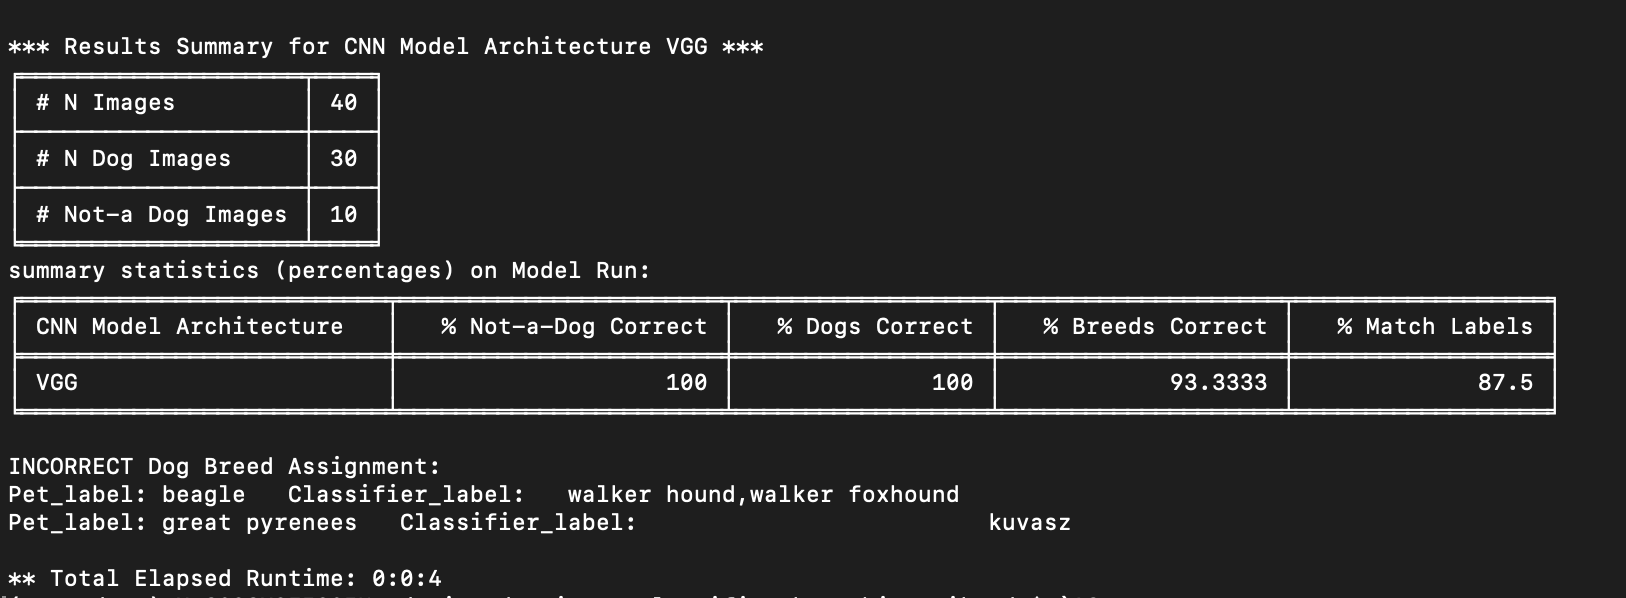 *** Results Summary for CNN Model Architecture VGG ***
# N Images 40
# N Dog Images 30
# Not-a Dog Images 10
summary statistics (percentages) on Model Run:
CNN Model Architecture % Not-a-Dog Correct % Dogs Correct % Breeds Correct % Match Labels
VGG 100 100 93.3333 87.5
INCORRECT Dog Breed Assignment:
Pet_label: beagle Classifier_label: walker hound,walker foxhound
Pet_label: great pyrenees Classifier_label: kuvasz
** Total Elapsed Runtime: 0:0:4